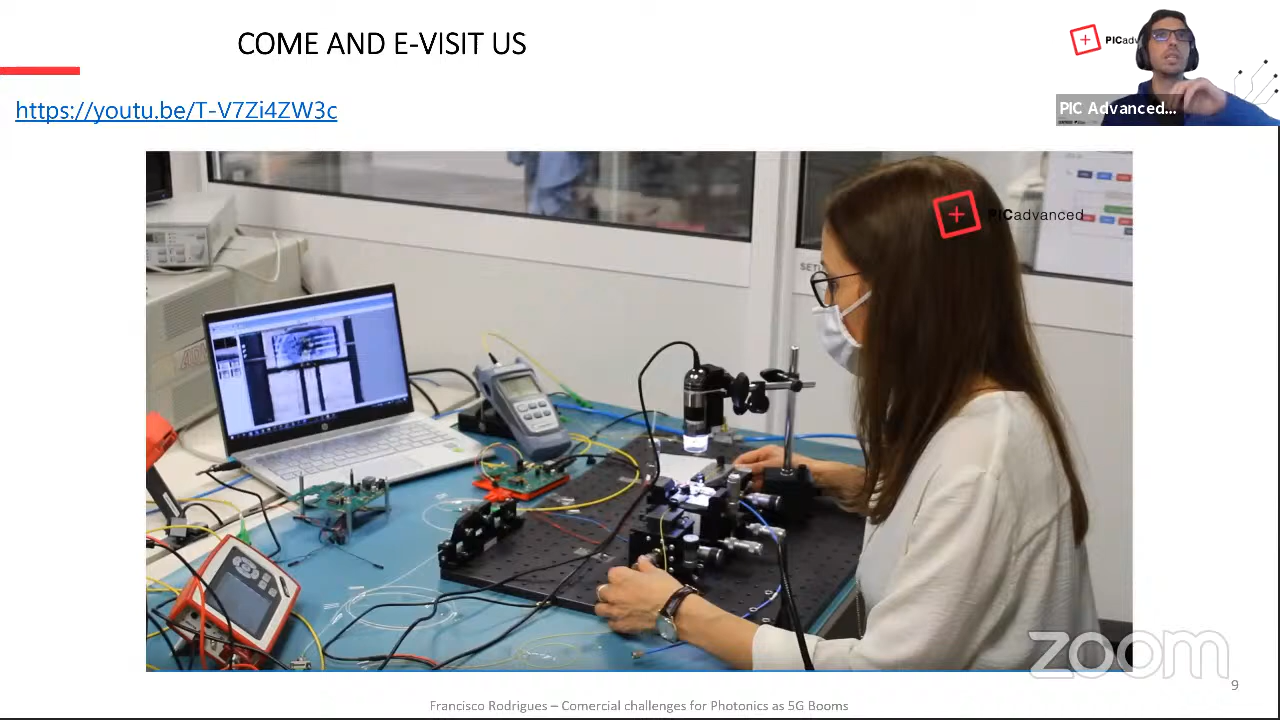 COME AND E-VISIT US
PICadv
https://youtu.be/T-V7Zi4ZW3c
PIC Advanced...
PICadvanced
zoom
9
Francisco Rodrigues – Comercial challenges for Photonics as 5G Booms